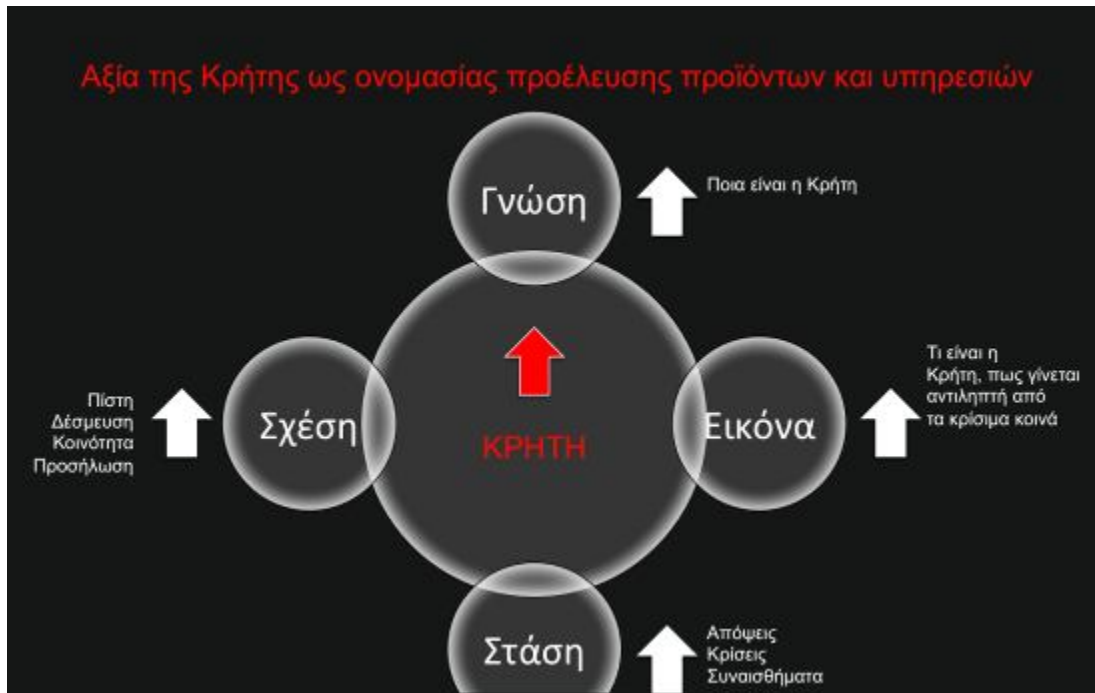 Αξία της Κρήτης ως ονομασίας προέλευσης προϊόντων και υπηρεσιών
Γνώση
Ποια είναι η Κρήτη
Πίστη
Δέσμευση
Κοινότητα
Προσήλωση
Σχέση
ΚΡΗΤΗ
Εικόνα
Τι είναι η
Κρήτη, πως γίνεται
αντιληπτή από
τα κρίσιμα κοινά
Στάση
Απόψεις
Κρίσεις
Συναισθήματα